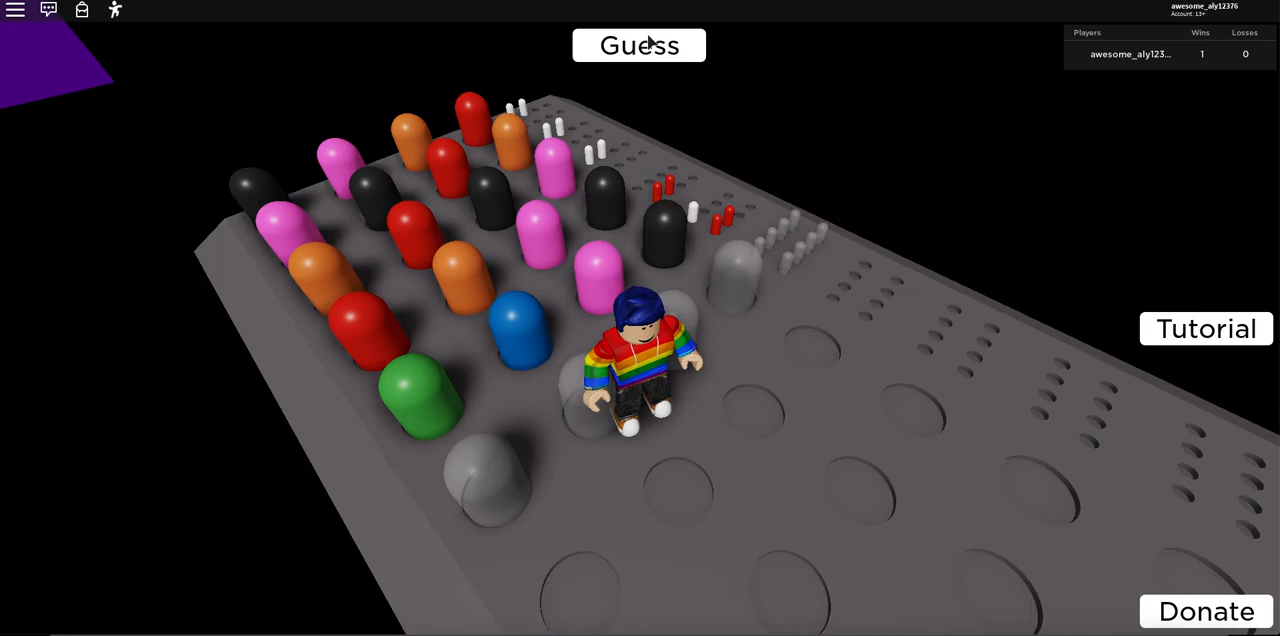 awesome_aly12376
Account: 13+
Guess
Players Wins Losses
awesome_aly123... 1 0
Tutorial
Donate